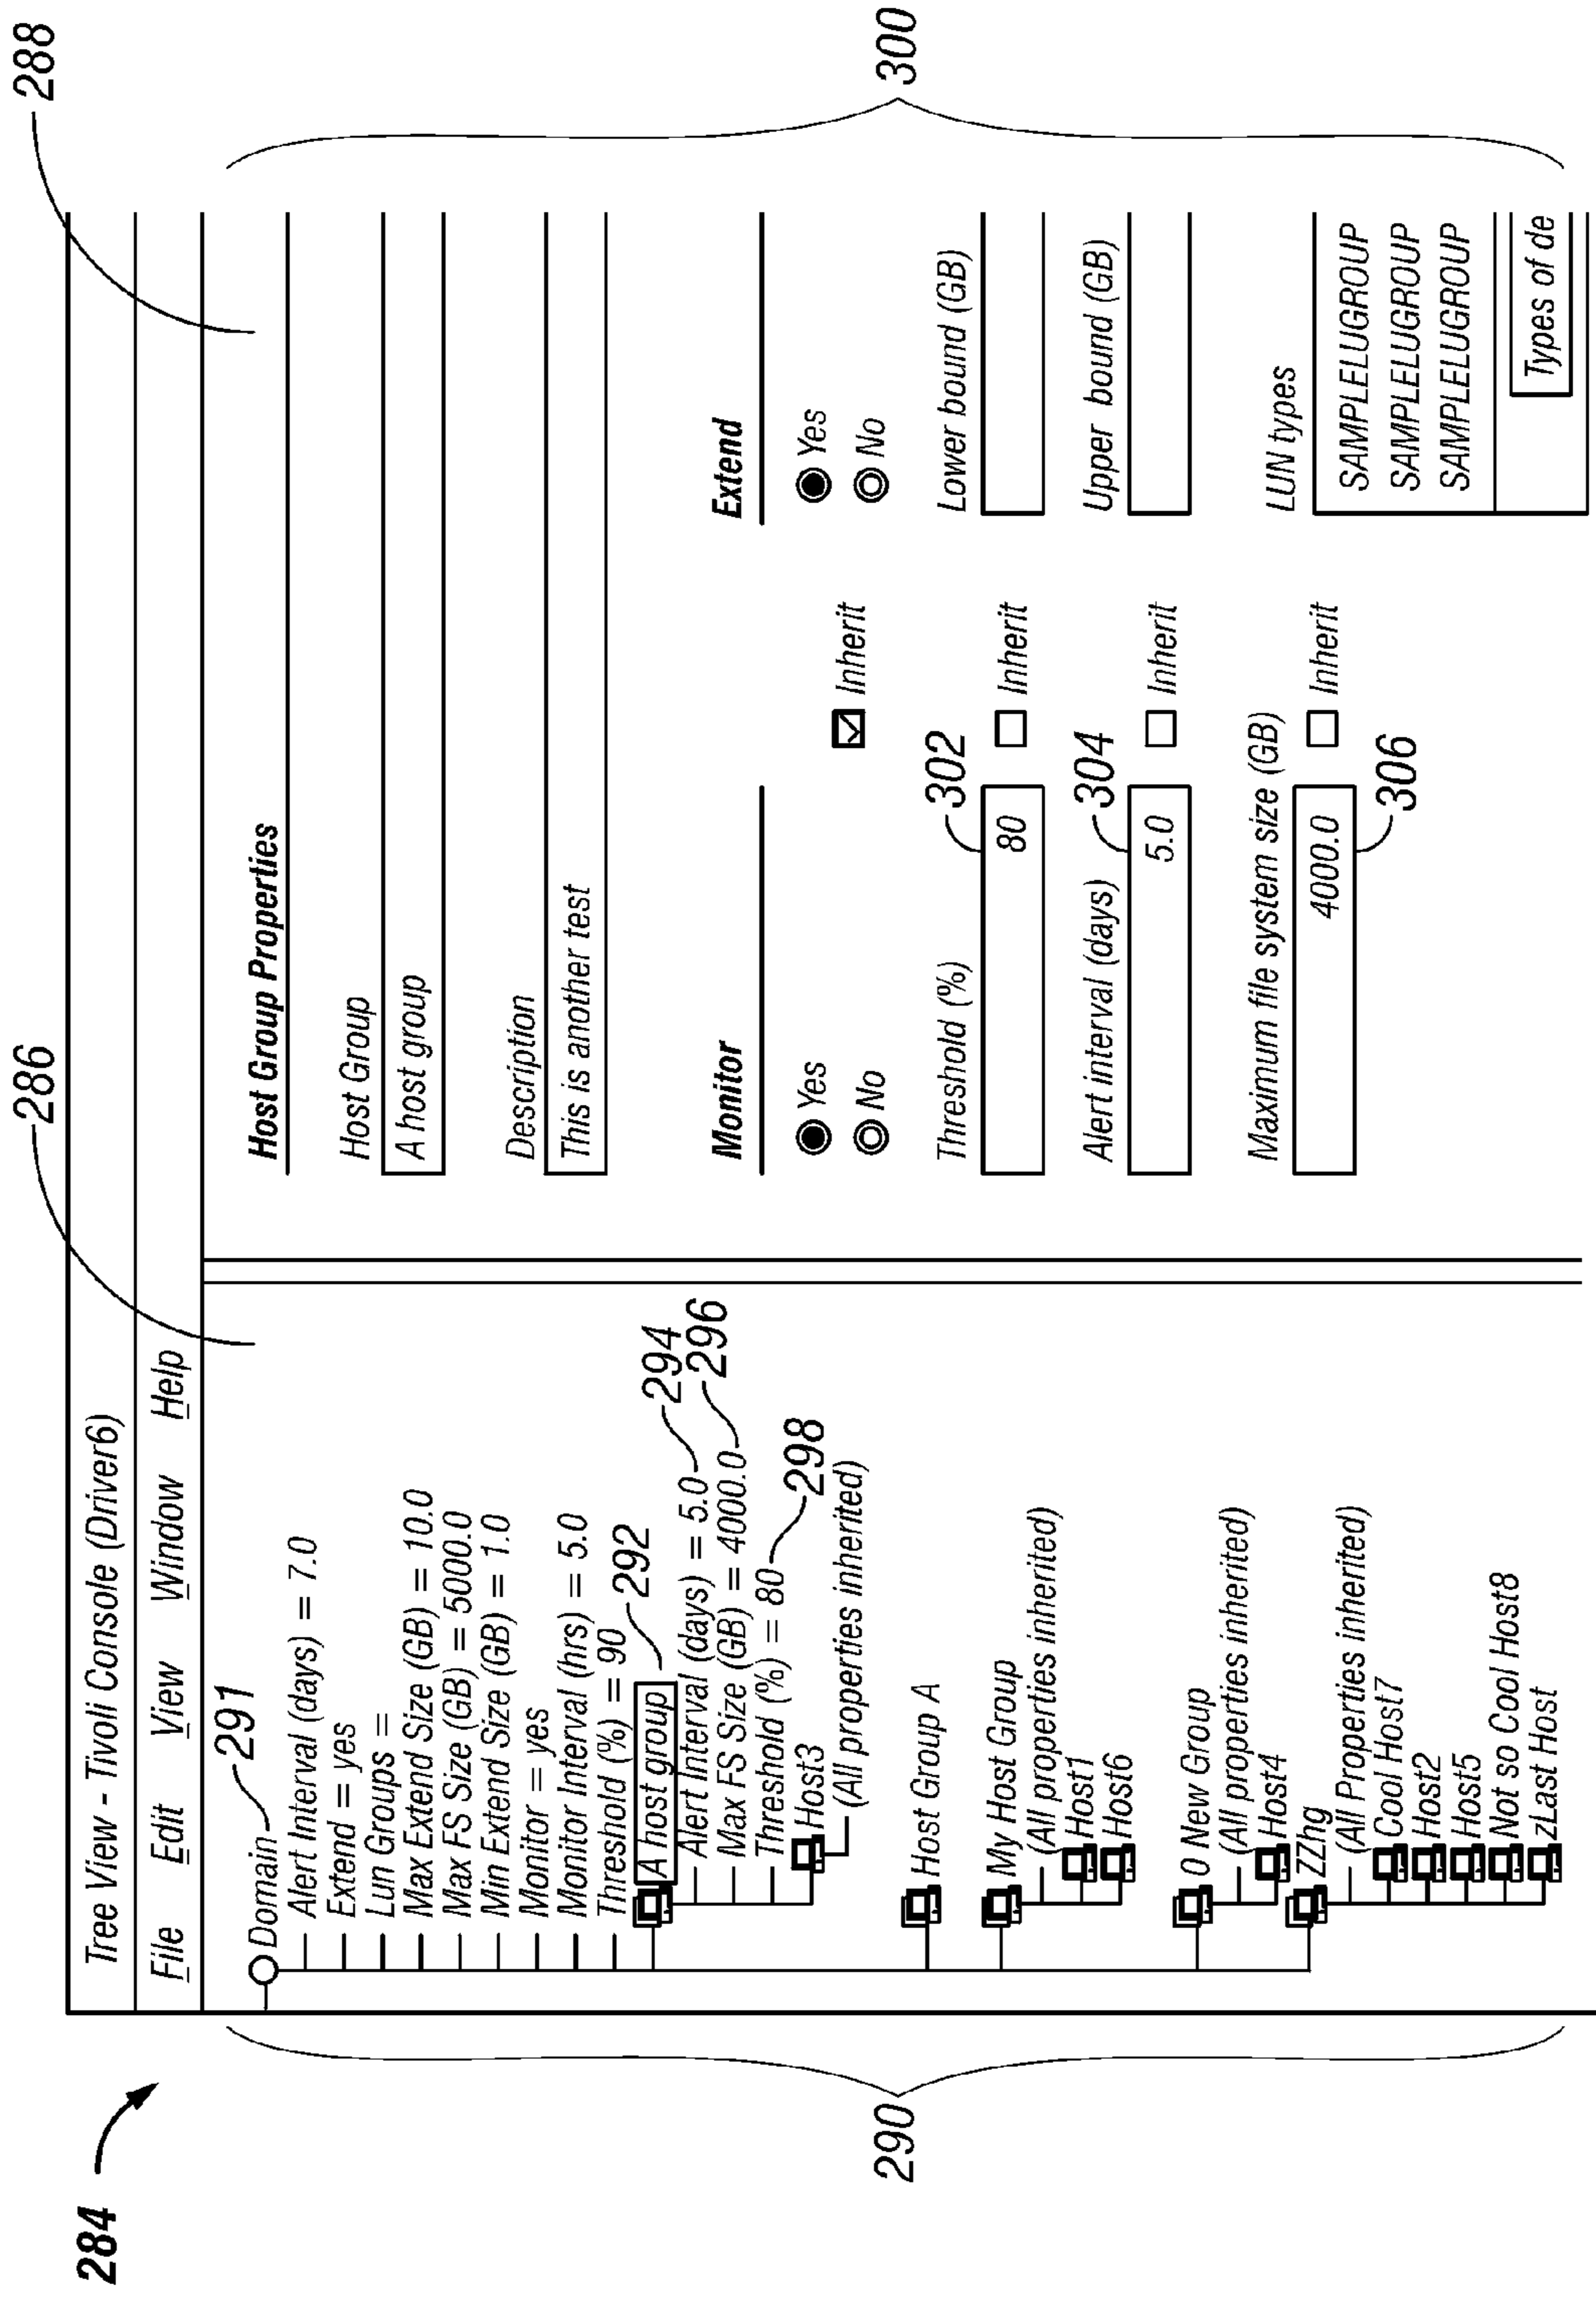 284
286
288
Tree View - Tivoli Console (Driver6)
File Edit View Window Help
290
Domain 291
Alert Interval (days) = 7.0
Extend = yes
Lun Groups =
Max Extend Size (GB) = 10.0
Max FS Size (GB) = 5000.0
Min Extend Size (GB) = 1.0
Monitor = yes
Monitor Interval (hrs) = 5.0
Threshold (%) = 90
A host group 292
Alert Interval (days) = 5.0 294
Max FS Size (GB) = 4000.0 296
Threshold (%) = 80 298
Host3
(All properties inherited)
Host Group A
My Host Group
(All properties inherited)
Host1
Host6
0 New Group
(All properties inherited)
Host4
ZZhg
(All Properties inherited)
Cool Host7
Host2
Host5
Not so Cool Host8
zLast Host
Host Group Properties
Host Group
A host group
Description
This is another test
Monitor
Yes
No
Inherit
Threshold (%)
302
80
Inherit
Alert interval (days)
304
5.0
Inherit
Maximum file system size (GB)
4000.0
Inherit
306
Extend
Yes
No
Lower bound (GB)
Upper bound (GB)
LUN types
SAMPLELUGROUP
SAMPLELUGROUP
SAMPLELUGROUP
Types of de
300